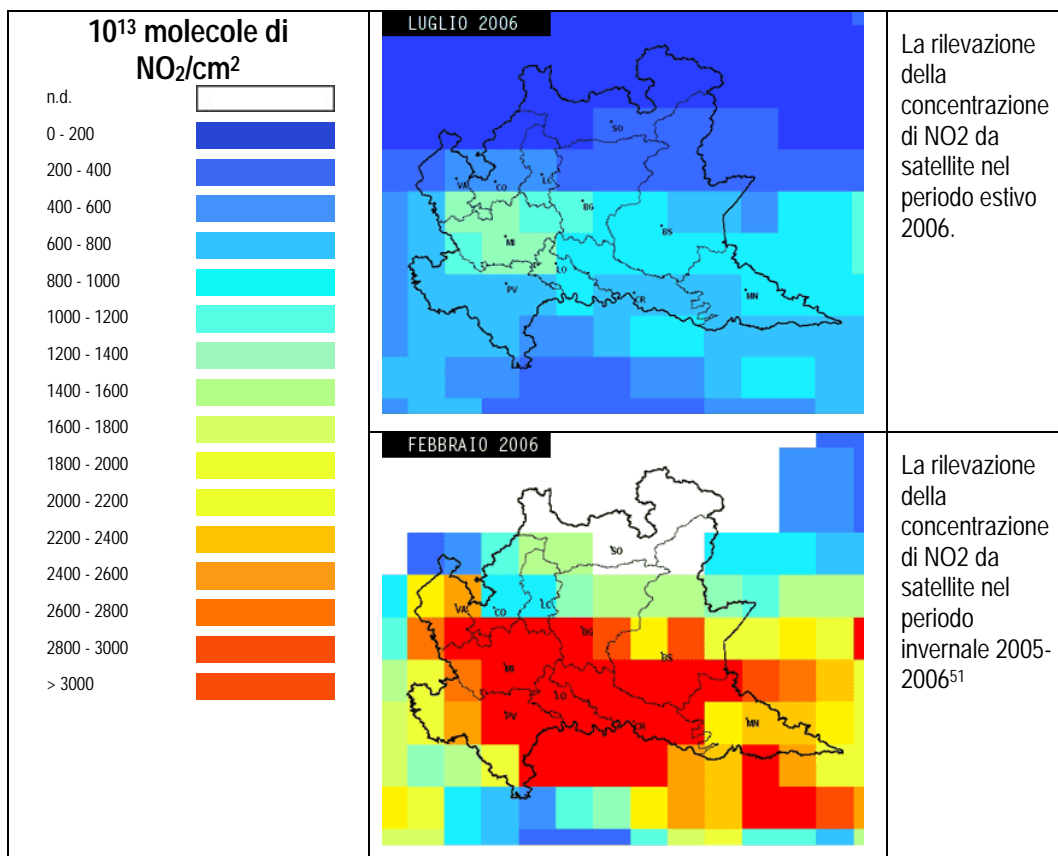 10¹³ molecole di
NO₂/cm²
n.d.
0 - 200
200 - 400
400 - 600
600 - 800
800 - 1000
1000 - 1200
1200 - 1400
1400 - 1600
1600 - 1800
1800 - 2000
2000 - 2200
2200 - 2400
2400 - 2600
2600 - 2800
2800 - 3000
> 3000
LUGLIO 2006
SO
VA
CO
LC
BG
MI
BS
LO
PV
CR
MN
La rilevazione
della
concentrazione
di NO2 da
satellite nel
periodo estivo
2006.
FEBBRAIO 2006
SO
VA
CO
LC
BG
MI
BS
LO
PV
CR
MN
La rilevazione
della
concentrazione
di NO2 da
satellite nel
periodo
invernale 2005-
2006⁵¹